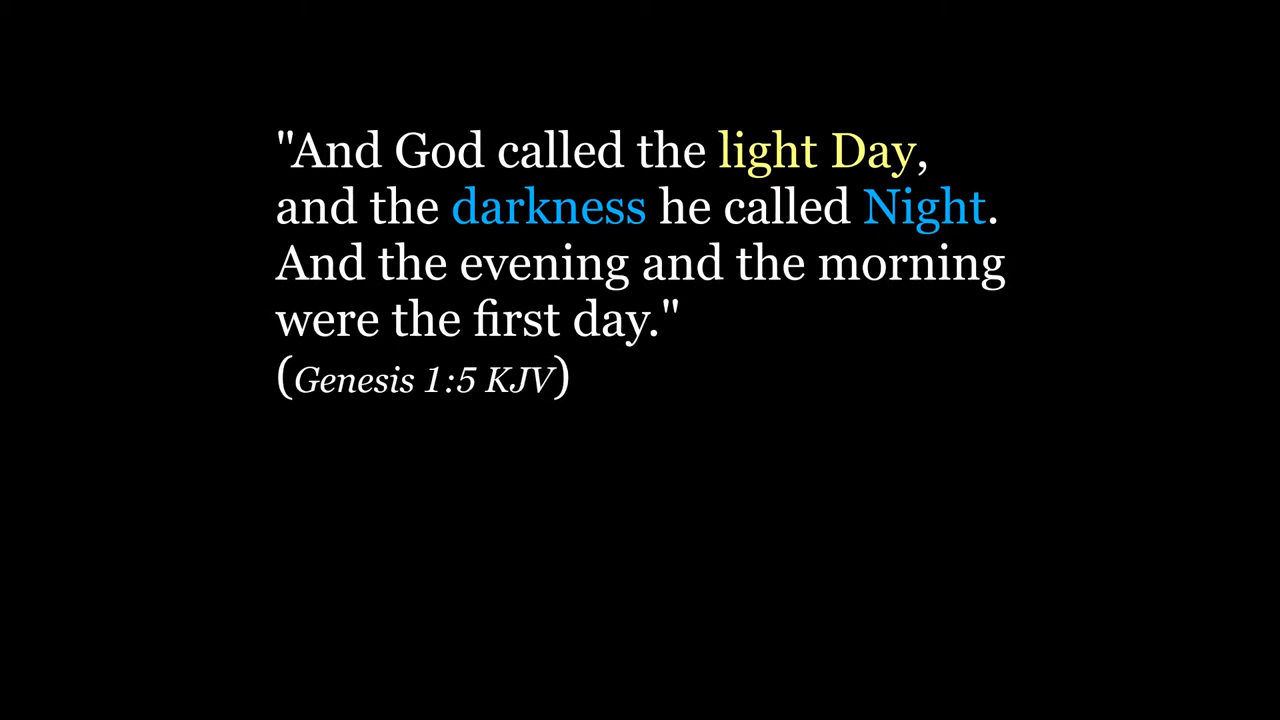 "And God called the light Day,
and the darkness he called Night.
And the evening and the morning
were the first day."
(Genesis 1:5 KJV)